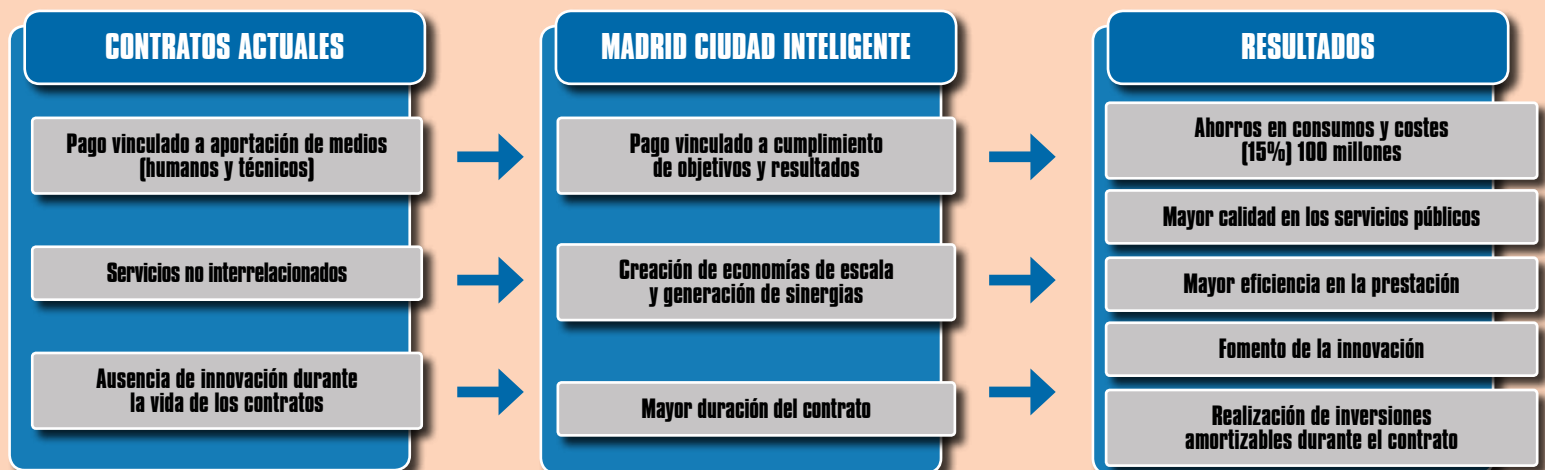 CONTRATOS ACTUALES
Pago vinculado a aportación de medios
(humanos y técnicos)
Servicios no interrelacionados
Ausencia de innovación durante
la vida de los contratos
MADRID CIUDAD INTELIGENTE
Pago vinculado a cumplimiento
de objetivos y resultados
Creación de economías de escala
y generación de sinergias
Mayor duración del contrato
RESULTADOS
Ahorros en consumos y costes
(15%) 100 millones
Mayor calidad en los servicios públicos
Mayor eficiencia en la prestación
Fomento de la innovación
Realización de inversiones
amortizables durante el contrato